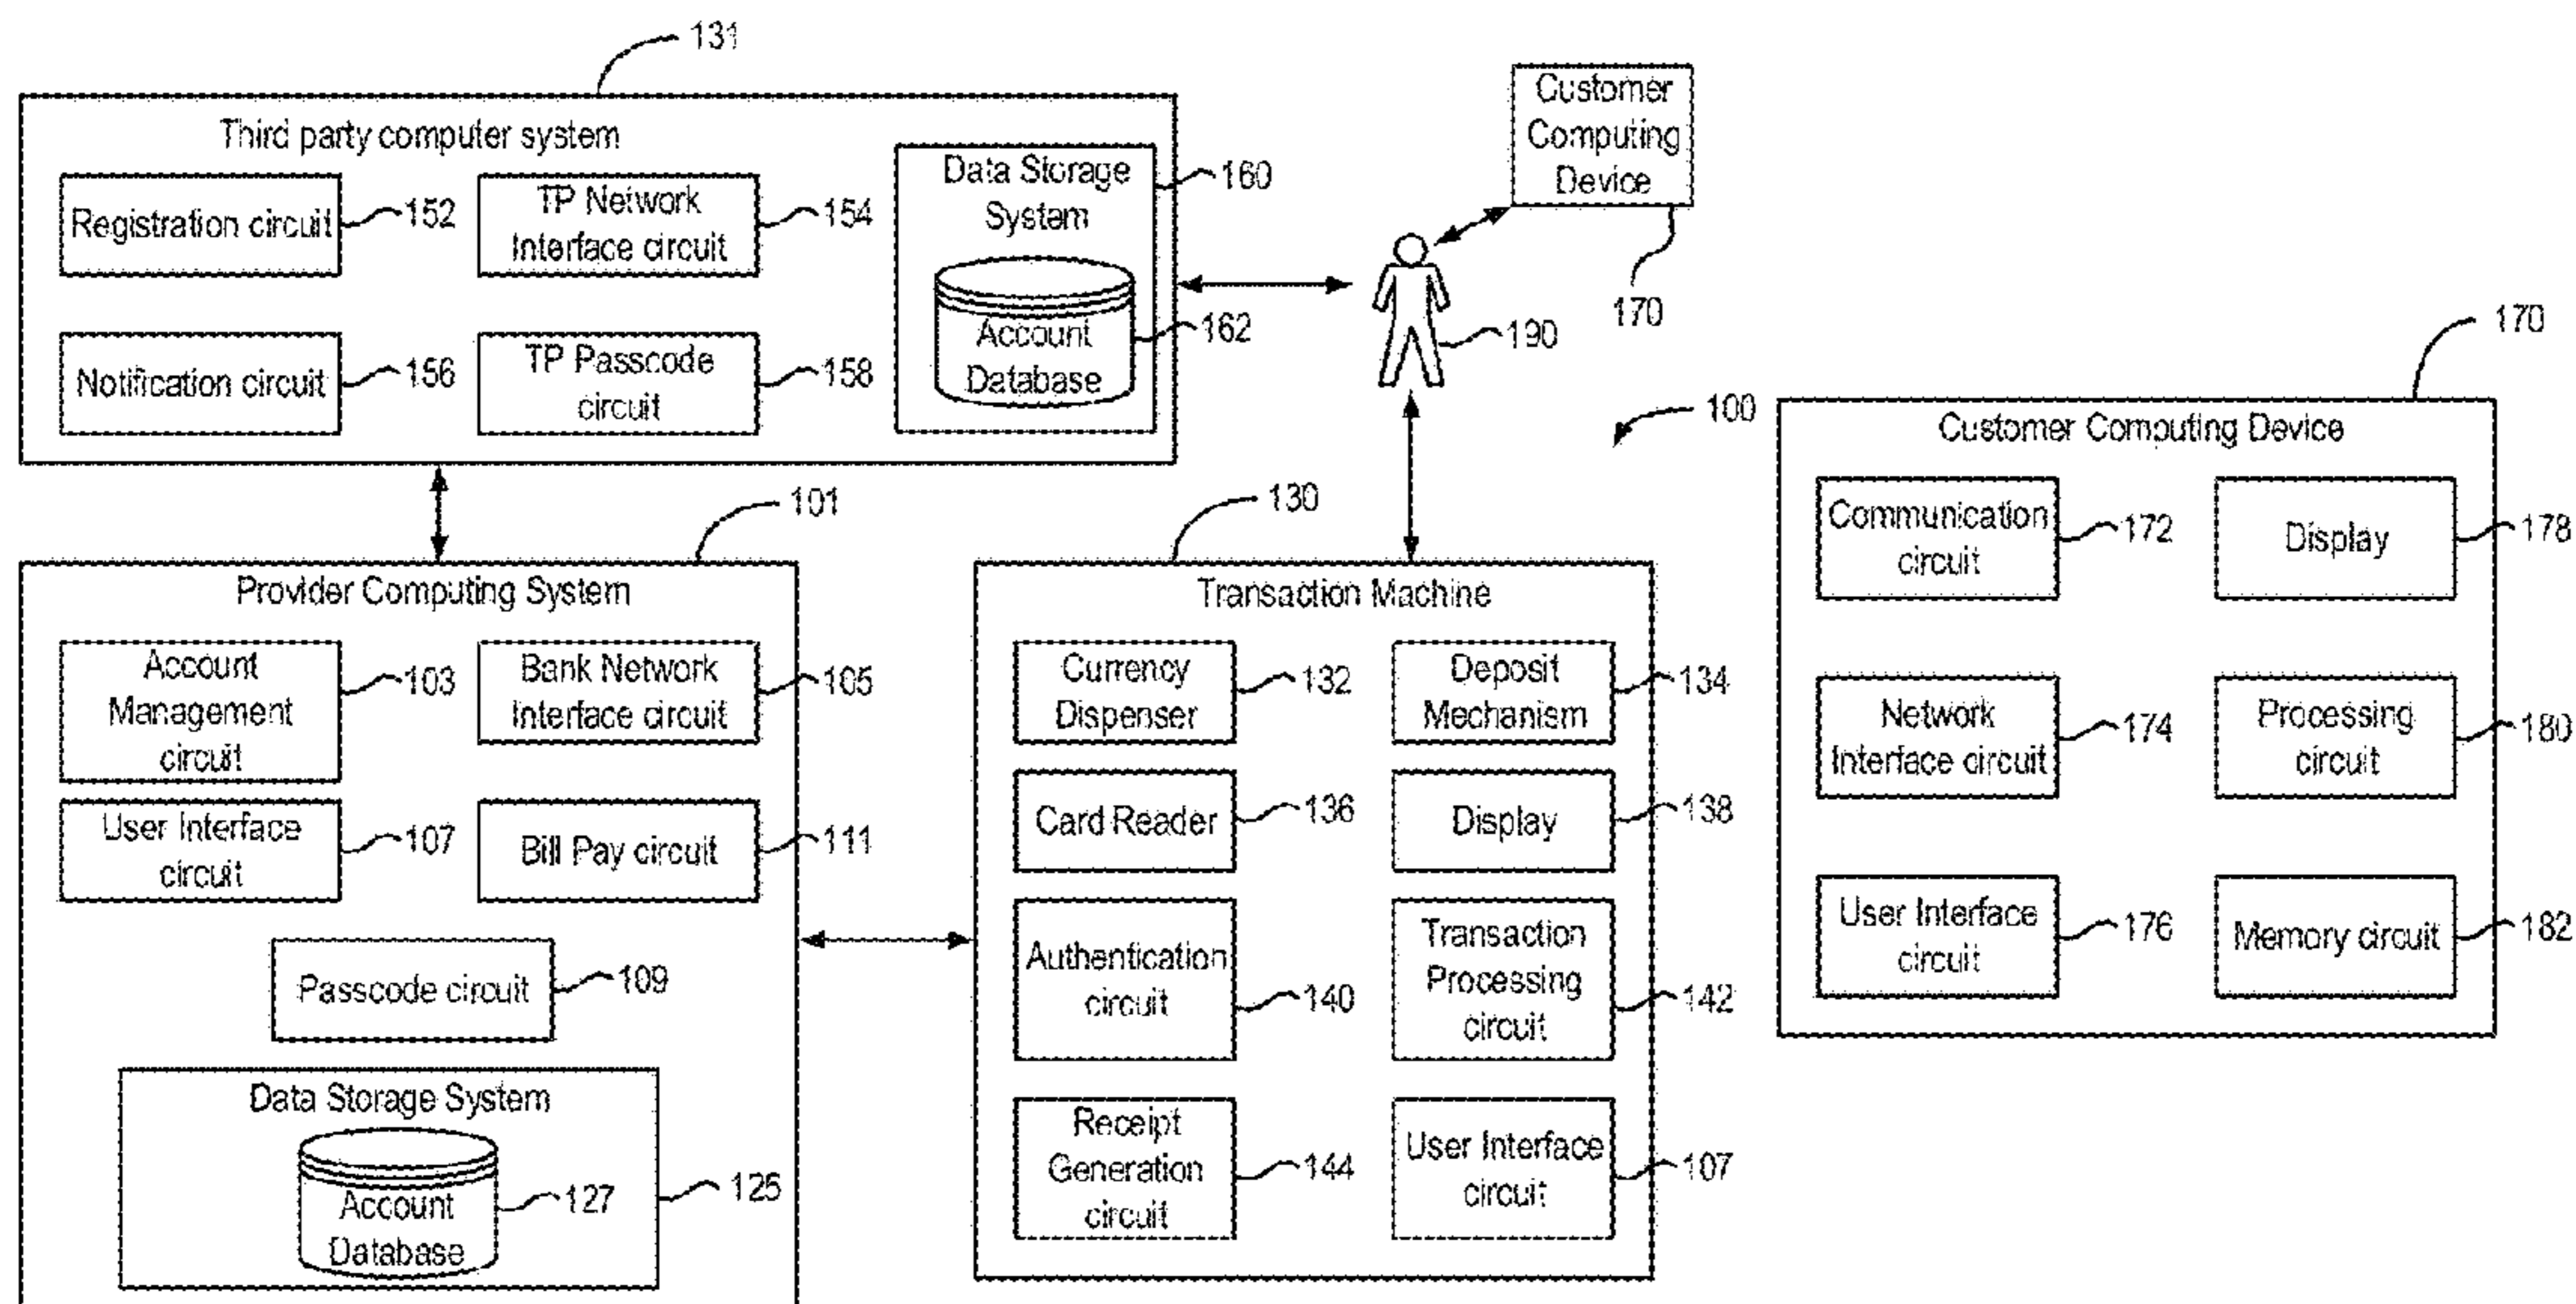 131
Third party computer system
Registration circuit
152
TP Network
Interface circuit
154
Notification circuit
156
TP Passcode
circuit
158
Data Storage
System
160
Account
Database
162
Customer
Computing
Device
170
190
100
101
Provider Computing System
Account
Management
circuit
103
Bank Network
Interface circuit
105
User Interface
circuit
107
Bill Pay circuit
111
Passcode circuit
109
Data Storage System
125
Account
Database
127
130
Transaction Machine
Currency
Dispenser
132
Deposit
Mechanism
134
Card Reader
136
Display
138
Authentication
circuit
140
Transaction
Processing
circuit
142
Receipt
Generation
circuit
144
User Interface
circuit
107
170
Customer Computing Device
Communication
circuit
172
Display
178
Network
Interface circuit
174
Processing
circuit
180
User Interface
circuit
176
Memory circuit
182